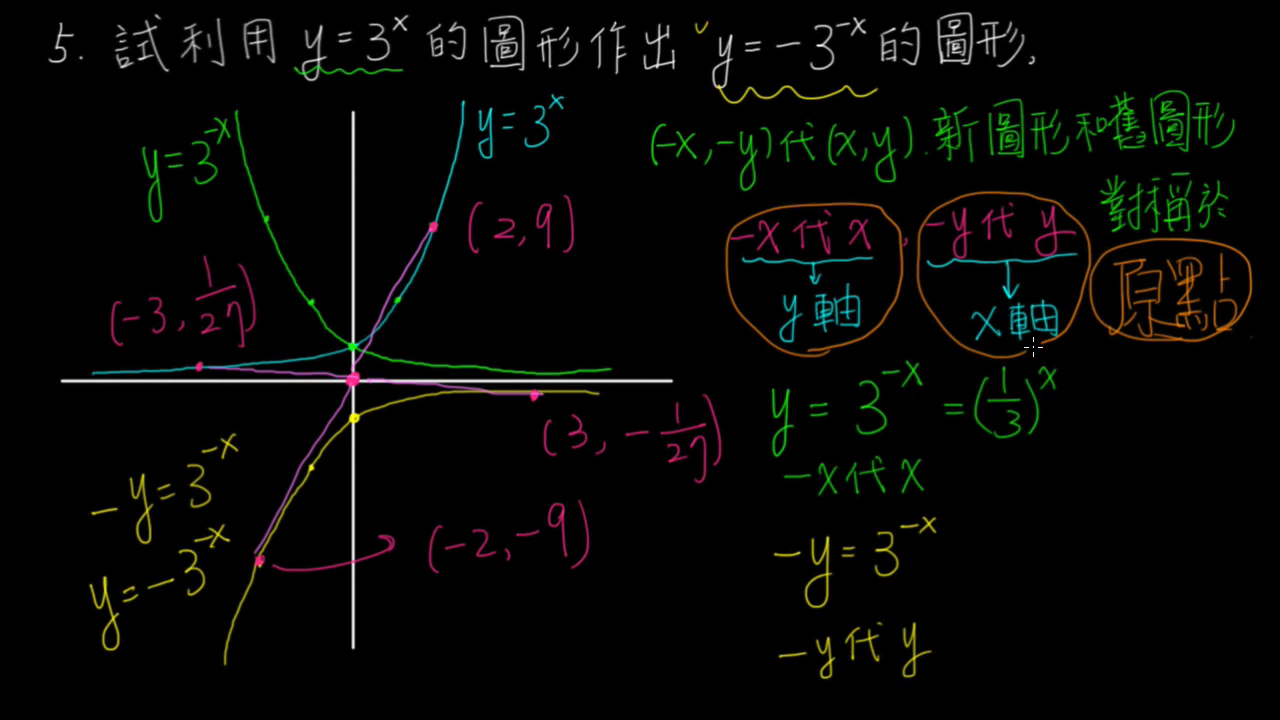 5. 試利用 y=3^x 的圖形作出 y=-3^{-x} 的圖形.
y=3^{-x}
y=3^x
(2,9)
(-3, 1/27)
(3, -1/27)
-y=3^{-x}
y=-3^{-x}
(-2,-9)
(-x,-y)代(x,y). 新圖形和舊圖形
對稱於
原點
-x代x, -y代y
y軸 x軸
y=3^{-x}=(1/3)^x
-x代x
-y=3^{-x}
-y代y